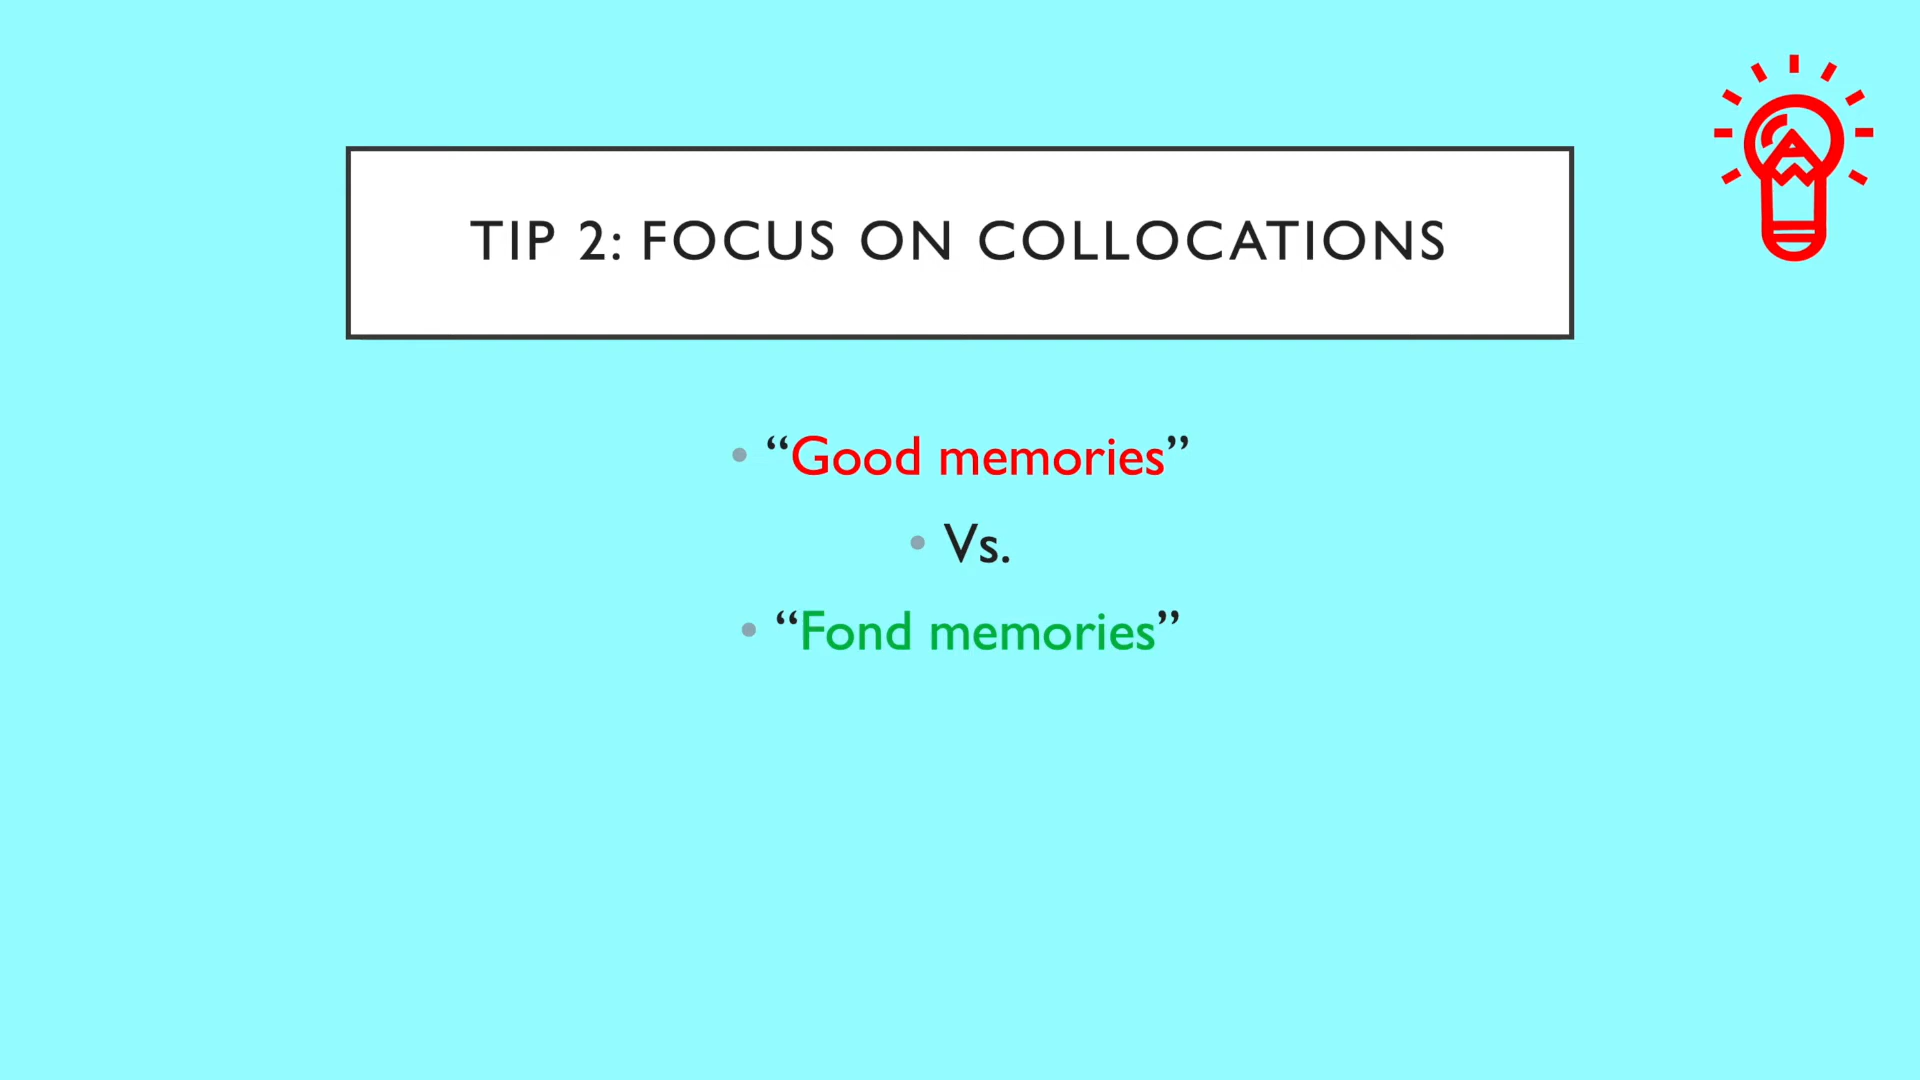 TIP 2: FOCUS ON COLLOCATIONS
• “Good memories”
• Vs.
• “Fond memories”